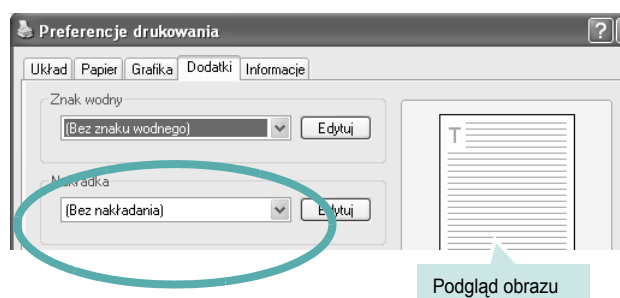 Preferencje drukowania
Układ Papier Grafika Dodatki Informacje
Znak wodny
(Bez znaku wodnego) Edytuj
T
Nakładka
(Bez nakładania) Edytuj
Podgląd obrazu